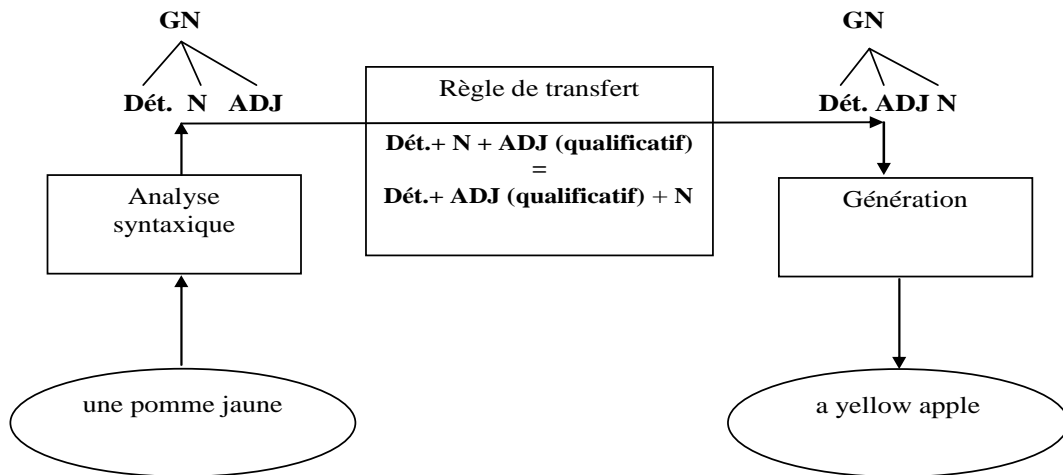 GN
Dét. N ADJ
Analyse
syntaxique
une pomme jaune
Règle de transfert
Dét.+ N + ADJ (qualificatif)
=
Dét.+ ADJ (qualificatif) + N
GN
Dét. ADJ N
Génération
a yellow apple